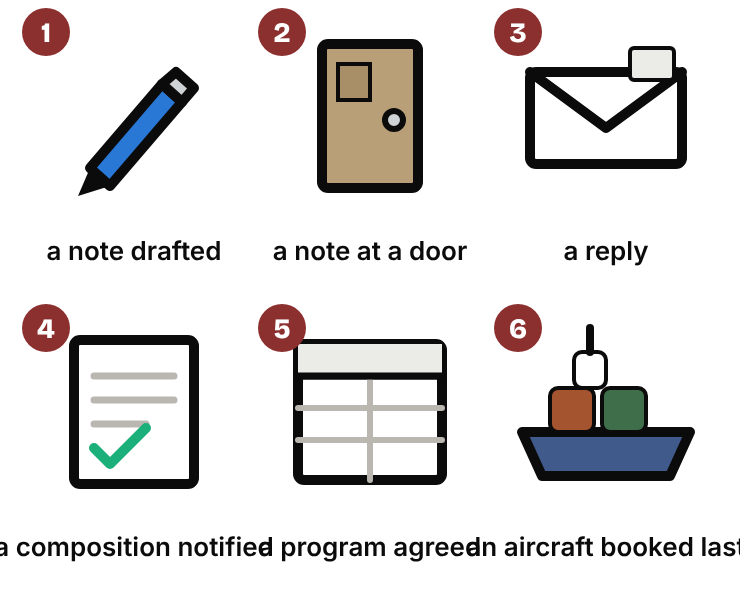 1
2
3
a note drafted
a note at a door
a reply
4
5
6
a composition notified
program agreed
aircraft booked last